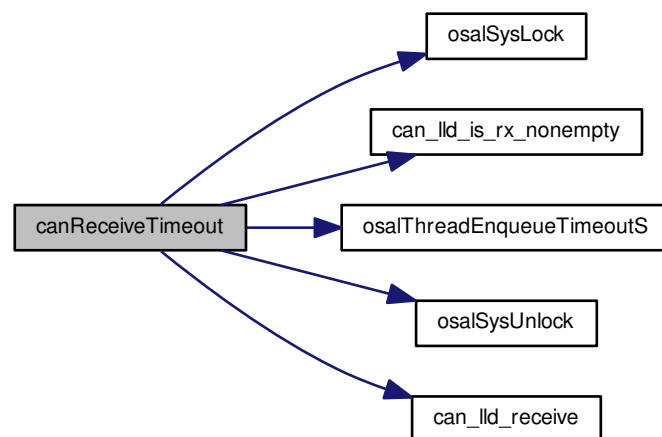 osalSysLock
can_lld_is_rx_nonempty
canReceiveTimeout
osalThreadEnqueueTimeoutS
osalSysUnlock
can_lld_receive